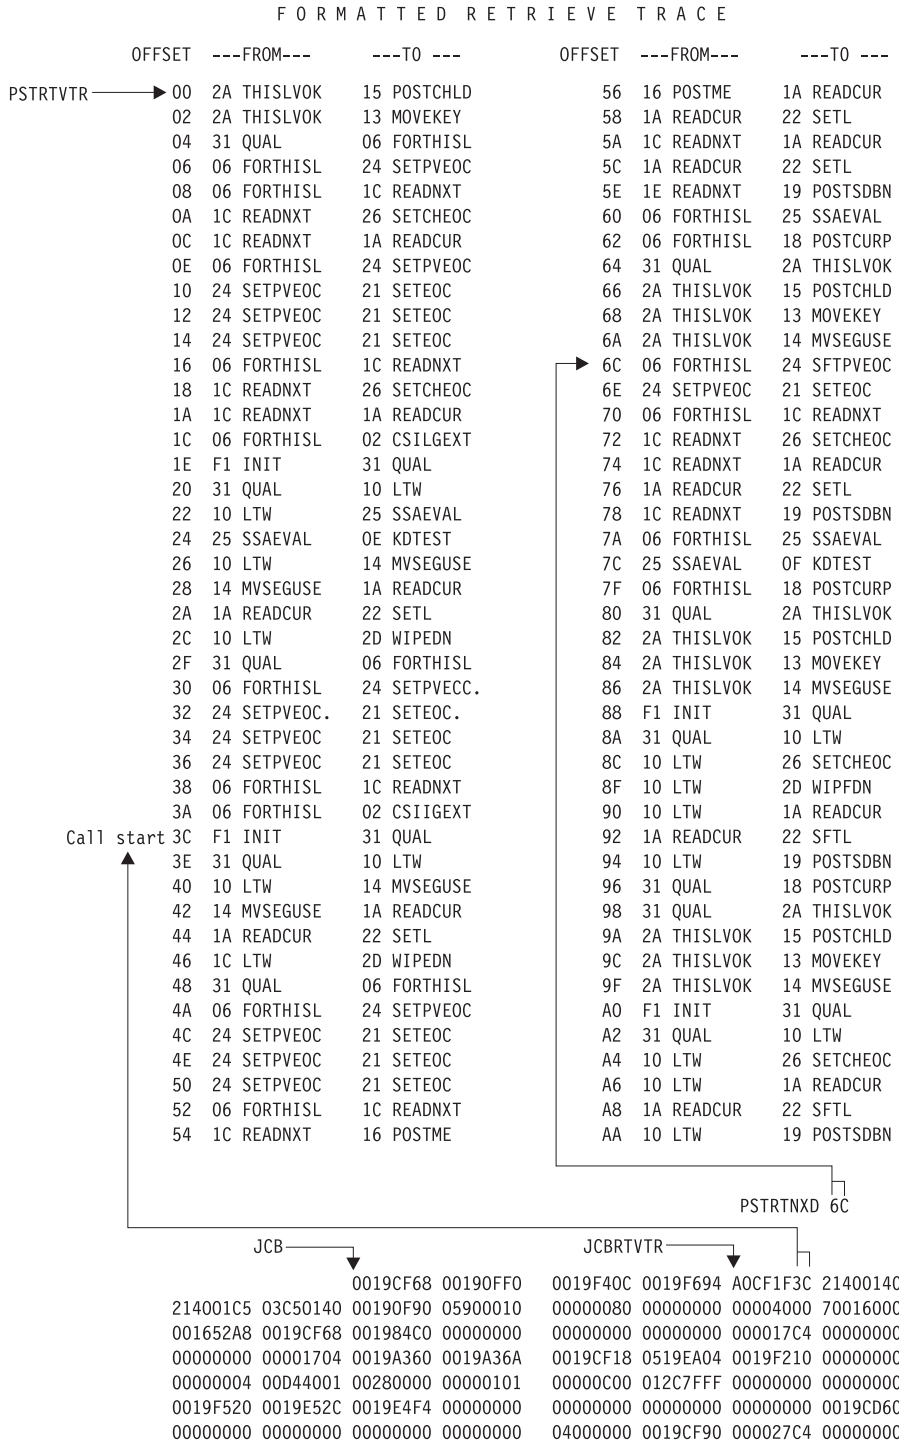 F O R M A T T E D R E T R I E V E T R A C E
OFFSET ---FROM--- ---TO --- OFFSET ---FROM--- ---TO ---
PSTRTVTR 00 2A THISLVOK 15 POSTCHLD 56 16 POSTME 1A READCUR
02 2A THISLVOK 13 MOVEKEY 58 1A READCUR 22 SETL
04 31 QUAL 06 FORTHISL 5A 1C READNXT 1A READCUR
06 06 FORTHISL 24 SETPVEOC 5C 1A READCUR 22 SETL
08 06 FORTHISL 1C READNXT 5E 1E READNXT 19 POSTSDBN
0A 1C READNXT 26 SETCHEOC 60 06 FORTHISL 25 SSAEVAL
0C 1C READNXT 1A READCUR 62 06 FORTHISL 18 POSTCURP
0E 06 FORTHISL 24 SETPVEOC 64 31 QUAL 2A THISLVOK
10 24 SETPVEOC 21 SETEOC 66 2A THISLVOK 15 POSTCHLD
12 24 SETPVEOC 21 SETEOC 68 2A THISLVOK 13 MOVEKEY
14 24 SETPVEOC 21 SETEOC 6A 2A THISLVOK 14 MVSEGUSE
16 06 FORTHISL 1C READNXT 6C 06 FORTHISL 24 SFTPVEOC
18 1C READNXT 26 SETCHEOC 6E 24 SETPVEOC 21 SETEOC
1A 1C READNXT 1A READCUR 70 06 FORTHISL 1C READNXT
1C 06 FORTHISL 02 CSILGEXT 72 1C READNXT 26 SETCHEOC
1E F1 INIT 31 QUAL 74 1C READNXT 1A READCUR
20 31 QUAL 10 LTW 76 1A READCUR 22 SETL
22 10 LTW 25 SSAEVAL 78 1C READNXT 19 POSTSDBN
24 25 SSAEVAL 0E KDTEST 7A 06 FORTHISL 25 SSAEVAL
26 10 LTW 14 MVSEGUSE 7C 25 SSAEVAL 0F KDTEST
28 14 MVSEGUSE 1A READCUR 7F 06 FORTHISL 18 POSTCURP
2A 1A READCUR 22 SETL 80 31 QUAL 2A THISLVOK
2C 10 LTW 2D WIPEDN 82 2A THISLVOK 15 POSTCHLD
2F 31 QUAL 06 FORTHISL 84 2A THISLVOK 13 MOVEKEY
30 06 FORTHISL 24 SETPVECC. 86 2A THISLVOK 14 MVSEGUSE
32 24 SETPVEOC. 21 SETEOC. 88 F1 INIT 31 QUAL
34 24 SETPVEOC 21 SETEOC 8A 31 QUAL 10 LTW
36 24 SETPVEOC 21 SETEOC 8C 10 LTW 26 SETCHEOC
38 06 FORTHISL 1C READNXT 8F 10 LTW 2D WIPFDN
3A 06 FORTHISL 02 CSIIGEXT 90 10 LTW 1A READCUR
Call start 3C F1 INIT 31 QUAL 92 1A READCUR 22 SFTL
3E 31 QUAL 10 LTW 94 10 LTW 19 POSTSDBN
40 10 LTW 14 MVSEGUSE 96 31 QUAL 18 POSTCURP
42 14 MVSEGUSE 1A READCUR 98 31 QUAL 2A THISLVOK
44 1A READCUR 22 SETL 9A 2A THISLVOK 15 POSTCHLD
46 1C LTW 2D WIPEDN 9C 2A THISLVOK 13 MOVEKEY
48 31 QUAL 06 FORTHISL 9F 2A THISLVOK 14 MVSEGUSE
4A 06 FORTHISL 24 SETPVEOC A0 F1 INIT 31 QUAL
4C 24 SETPVEOC 21 SETEOC A2 31 QUAL 10 LTW
4E 24 SETPVEOC 21 SETEOC A4 10 LTW 26 SETCHEOC
50 24 SETPVEOC 21 SETEOC A6 10 LTW 1A READCUR
52 06 FORTHISL 1C READNXT A8 1A READCUR 22 SFTL
54 1C READNXT 16 POSTME AA 10 LTW 19 POSTSDBN
PSTRTNXD 6C
JCB JCBRTVTR
0019CF68 00190FF0 0019F40C 0019F694 A0CF1F3C 2140014C
214001C5 03C50140 00190F90 05900010 00000080 00000000 00004000 70016000
001652A8 0019CF68 001984C0 00000000 00000000 00000000 000017C4 00000000
00000000 00001704 0019A360 0019A36A 0019CF18 0519EA04 0019F210 00000000
00000004 00D44001 00280000 00000101 00000C00 012C7FFF 00000000 00000000
0019F520 0019E52C 0019E4F4 00000000 00000000 00000000 00000000 0019CD60
00000000 00000000 00000000 00000000 04000000 0019CF90 000027C4 00000000